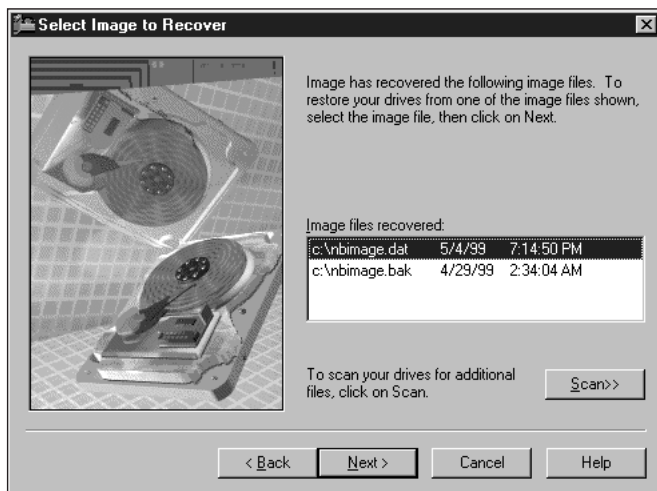 Select Image to Recover
Image has recovered the following image files. To
restore your drives from one of the image files shown,
select the image file, then click on Next.
Image files recovered:
c:\nbimage.dat 5/4/99 7:14:50 PM
c:\nbimage.bak 4/29/99 2:34:04 AM
To scan your drives for additional
files, click on Scan.
Scan>>
< Back Next > Cancel Help